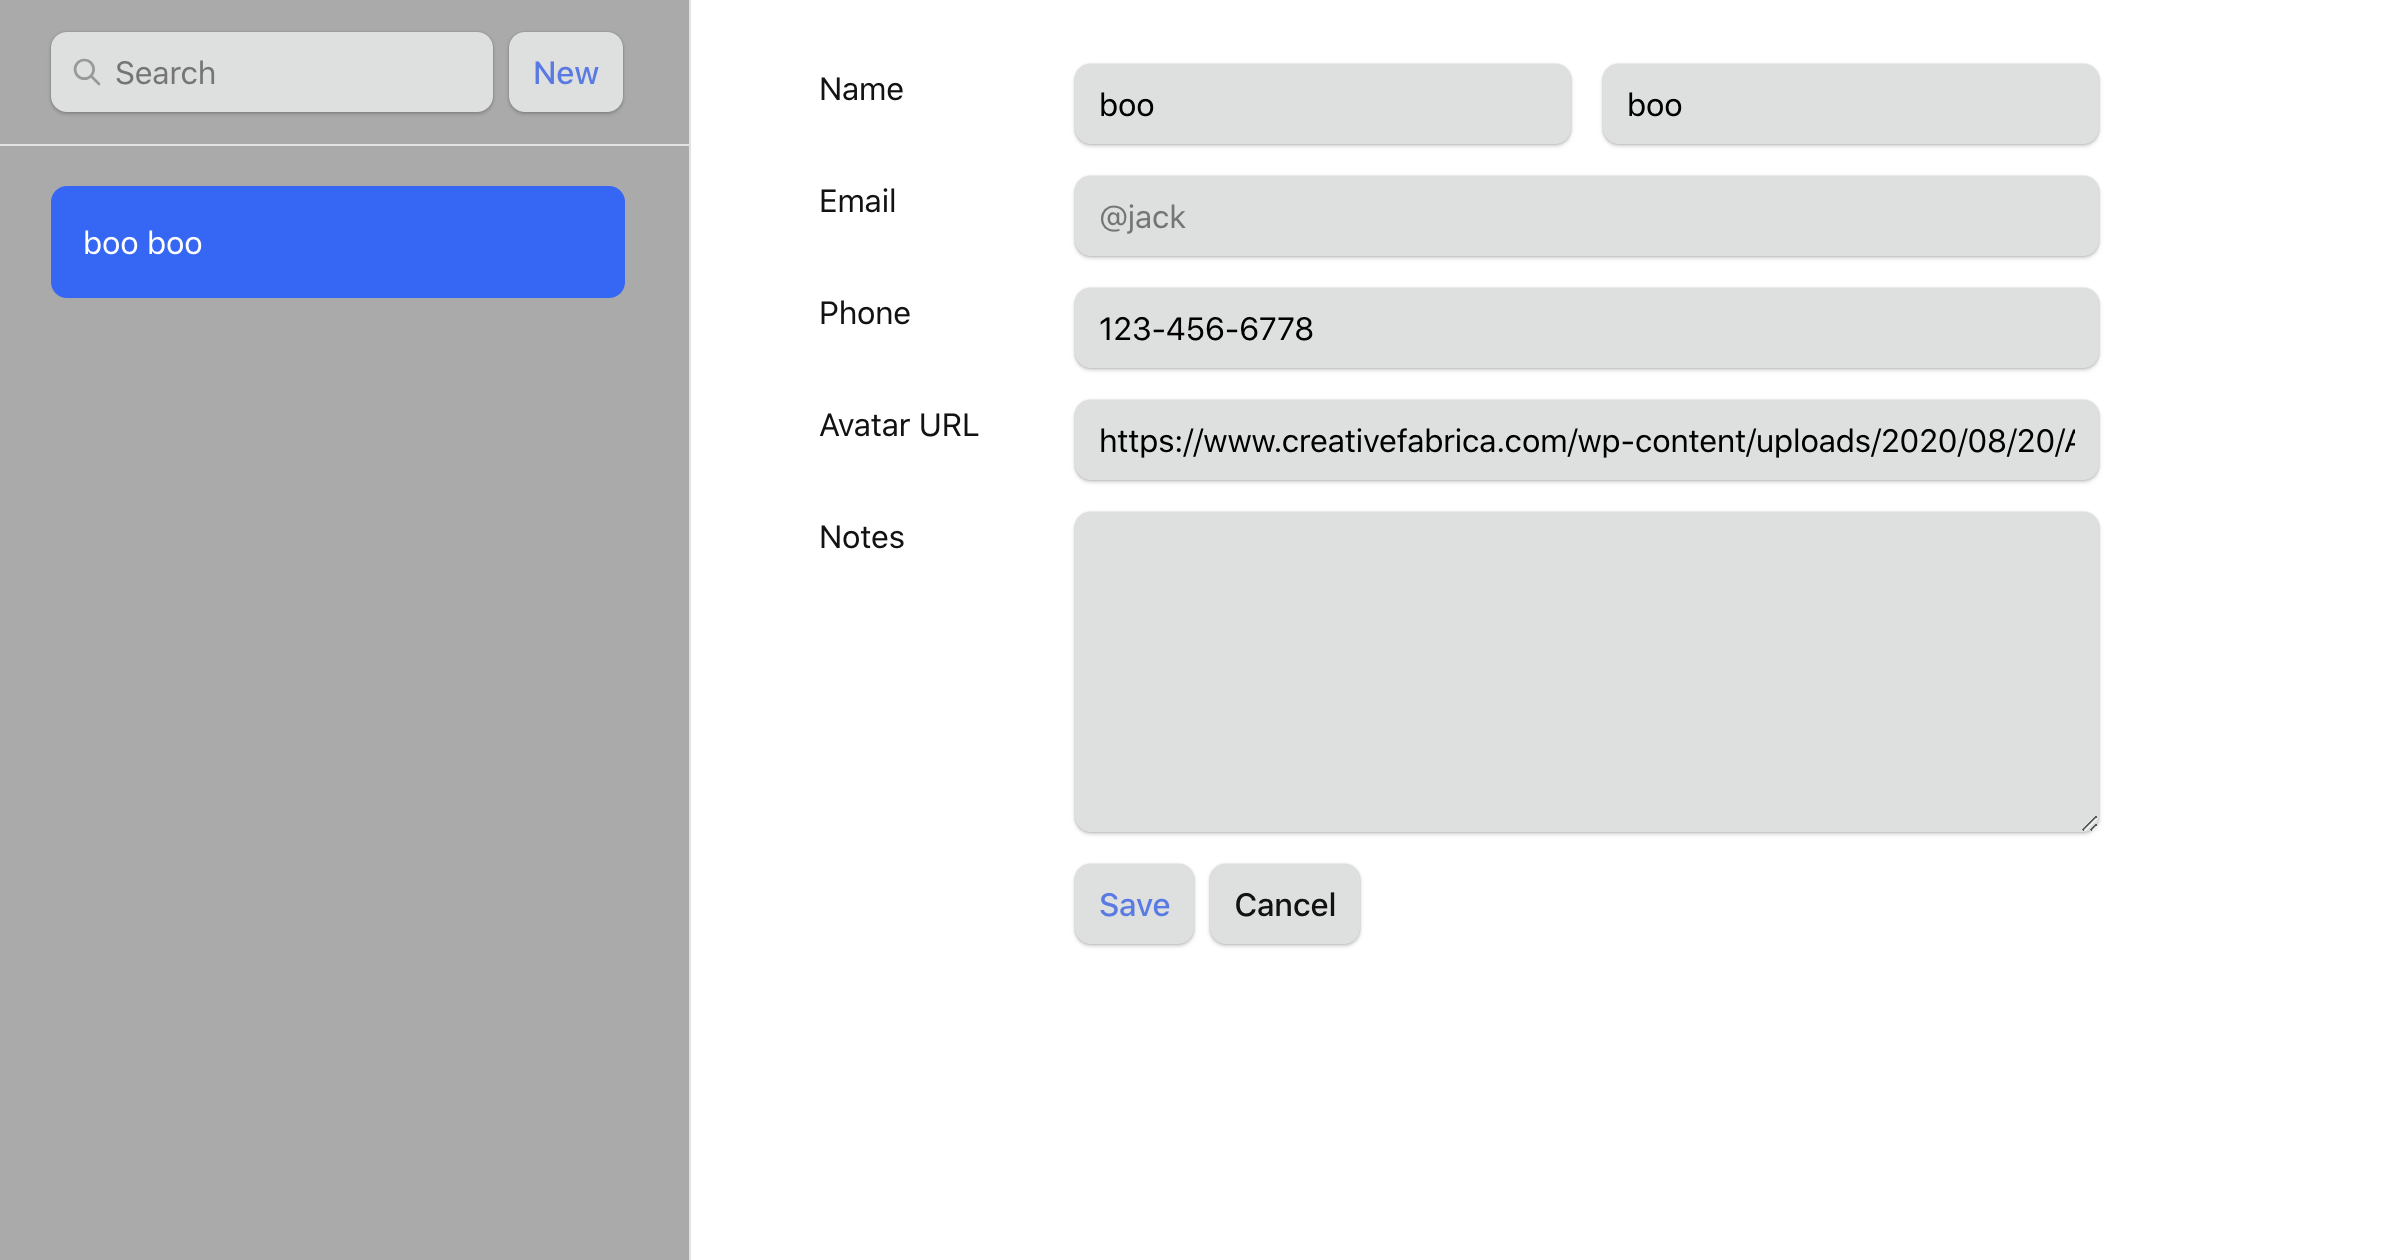 Search
New
boo boo
Name
boo
boo
Email
@jack
Phone
123-456-6778
Avatar URL
https://www.creativefabrica.com/wp-content/uploads/2020/08/20/A
Notes
Save
Cancel